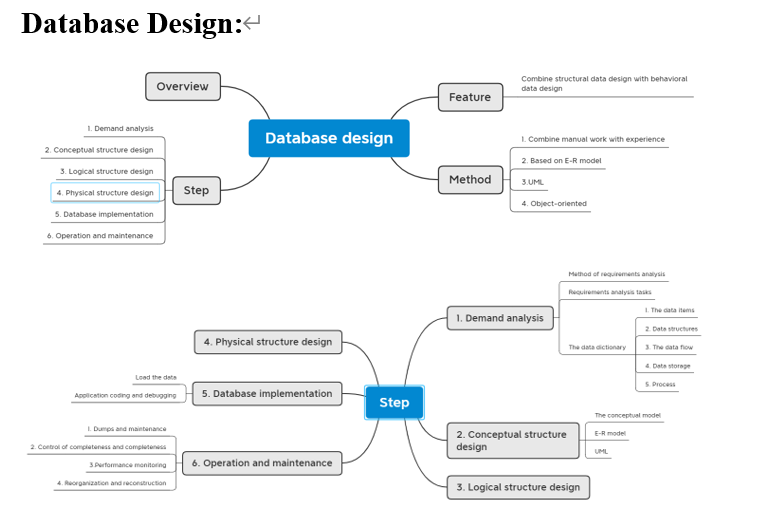 Database Design:
Overview
Database design
Feature
Combine structural data design with behavioral
data design
Method
1. Combine manual work with experience
2. Based on E-R model
3.UML
4. Object-oriented
Step
1. Demand analysis
2. Conceptual structure design
3. Logical structure design
4. Physical structure design
5. Database implementation
6. Operation and maintenance
Step
1. Demand analysis
Method of requirements analysis
Requirements analysis tasks
The data dictionary
1. The data items
2. Data structures
3. The data flow
4. Data storage
5. Process
2. Conceptual structure
design
The conceptual model
E-R model
UML
3. Logical structure design
4. Physical structure design
5. Database implementation
Load the data
Application coding and debugging
6. Operation and maintenance
1. Dumps and maintenance
2. Control of completeness and completeness
3.Performance monitoring
4. Reorganization and reconstruction